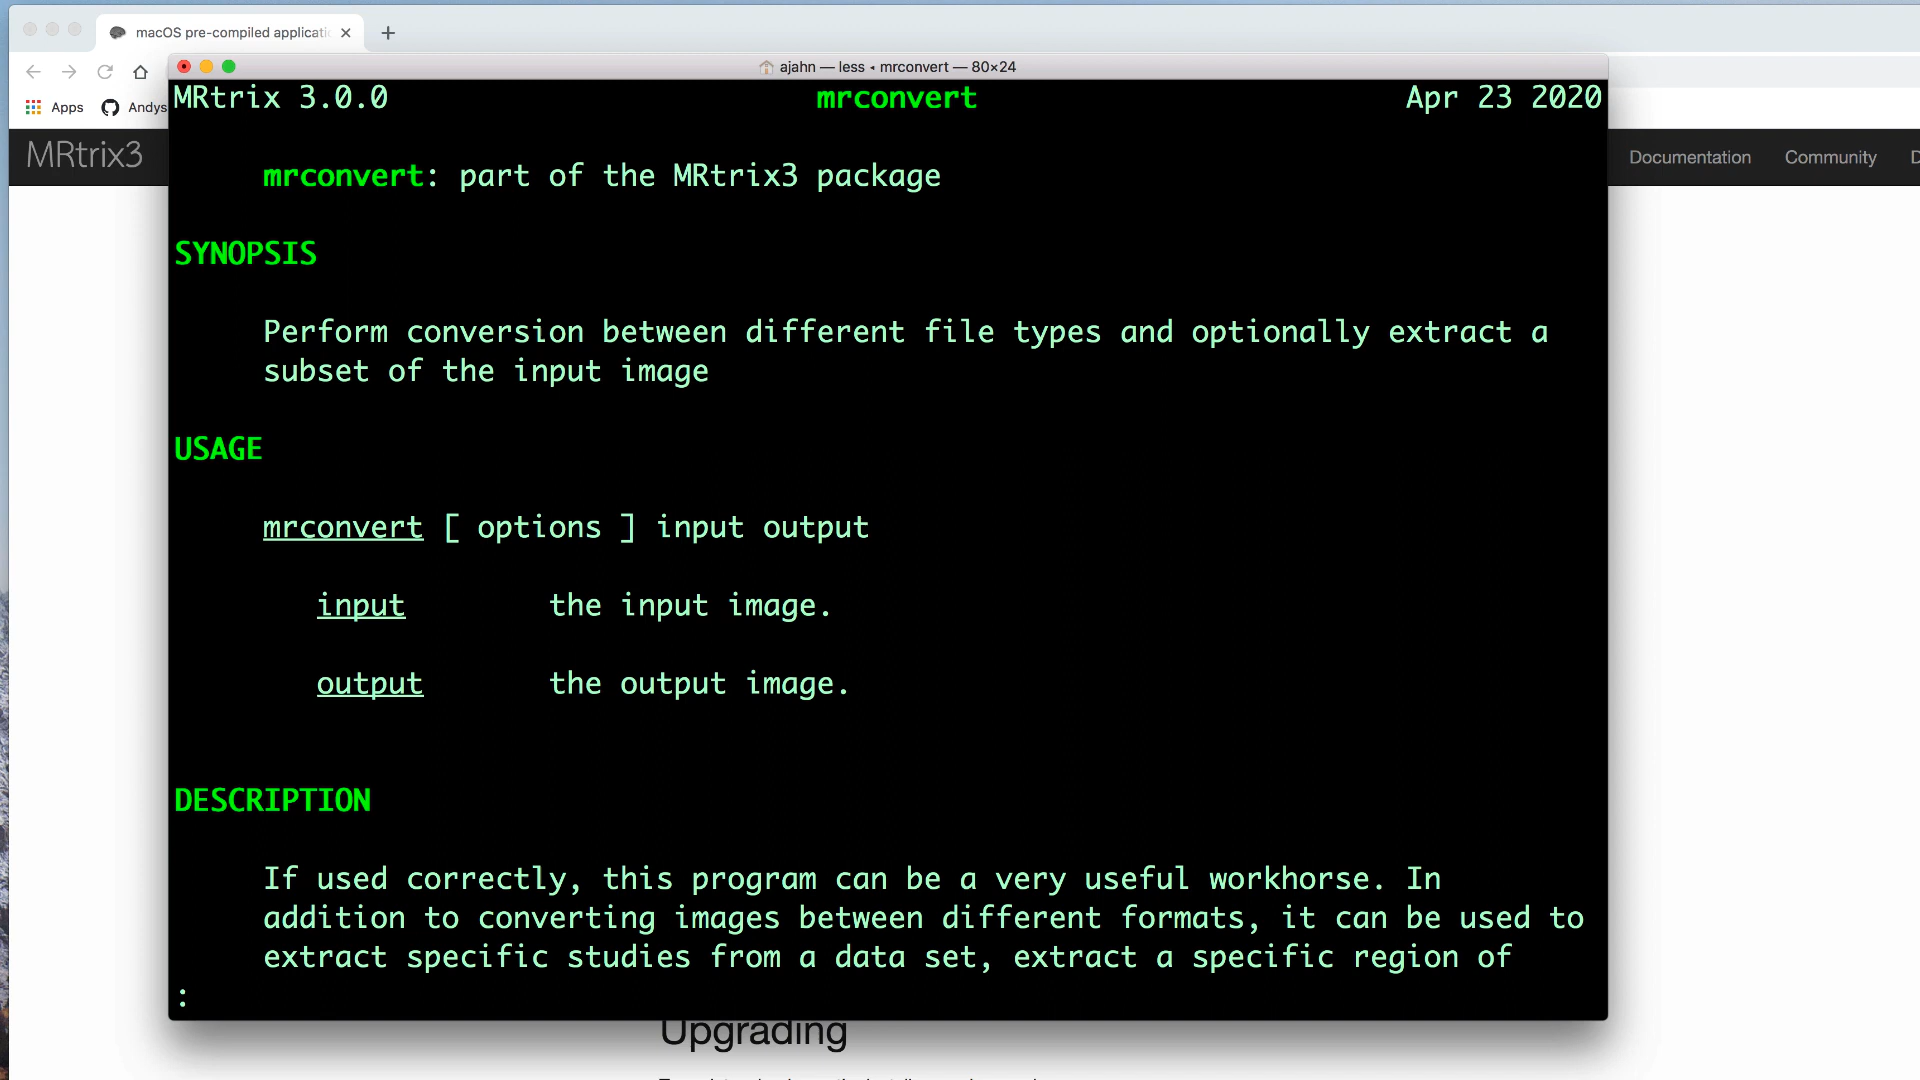 macOS pre-compiled applicati
ajahn — less ◂ mrconvert — 80×24
Apps
Andys
MRtrix3
Documentation
Community
D
MRtrix 3.0.0 mrconvert Apr 23 2020
mrconvert: part of the MRtrix3 package
SYNOPSIS
Perform conversion between different file types and optionally extract a
subset of the input image
USAGE
mrconvert [ options ] input output
input the input image.
output the output image.
DESCRIPTION
If used correctly, this program can be a very useful workhorse. In
addition to converting images between different formats, it can be used to
extract specific studies from a data set, extract a specific region of
:
Upgrading